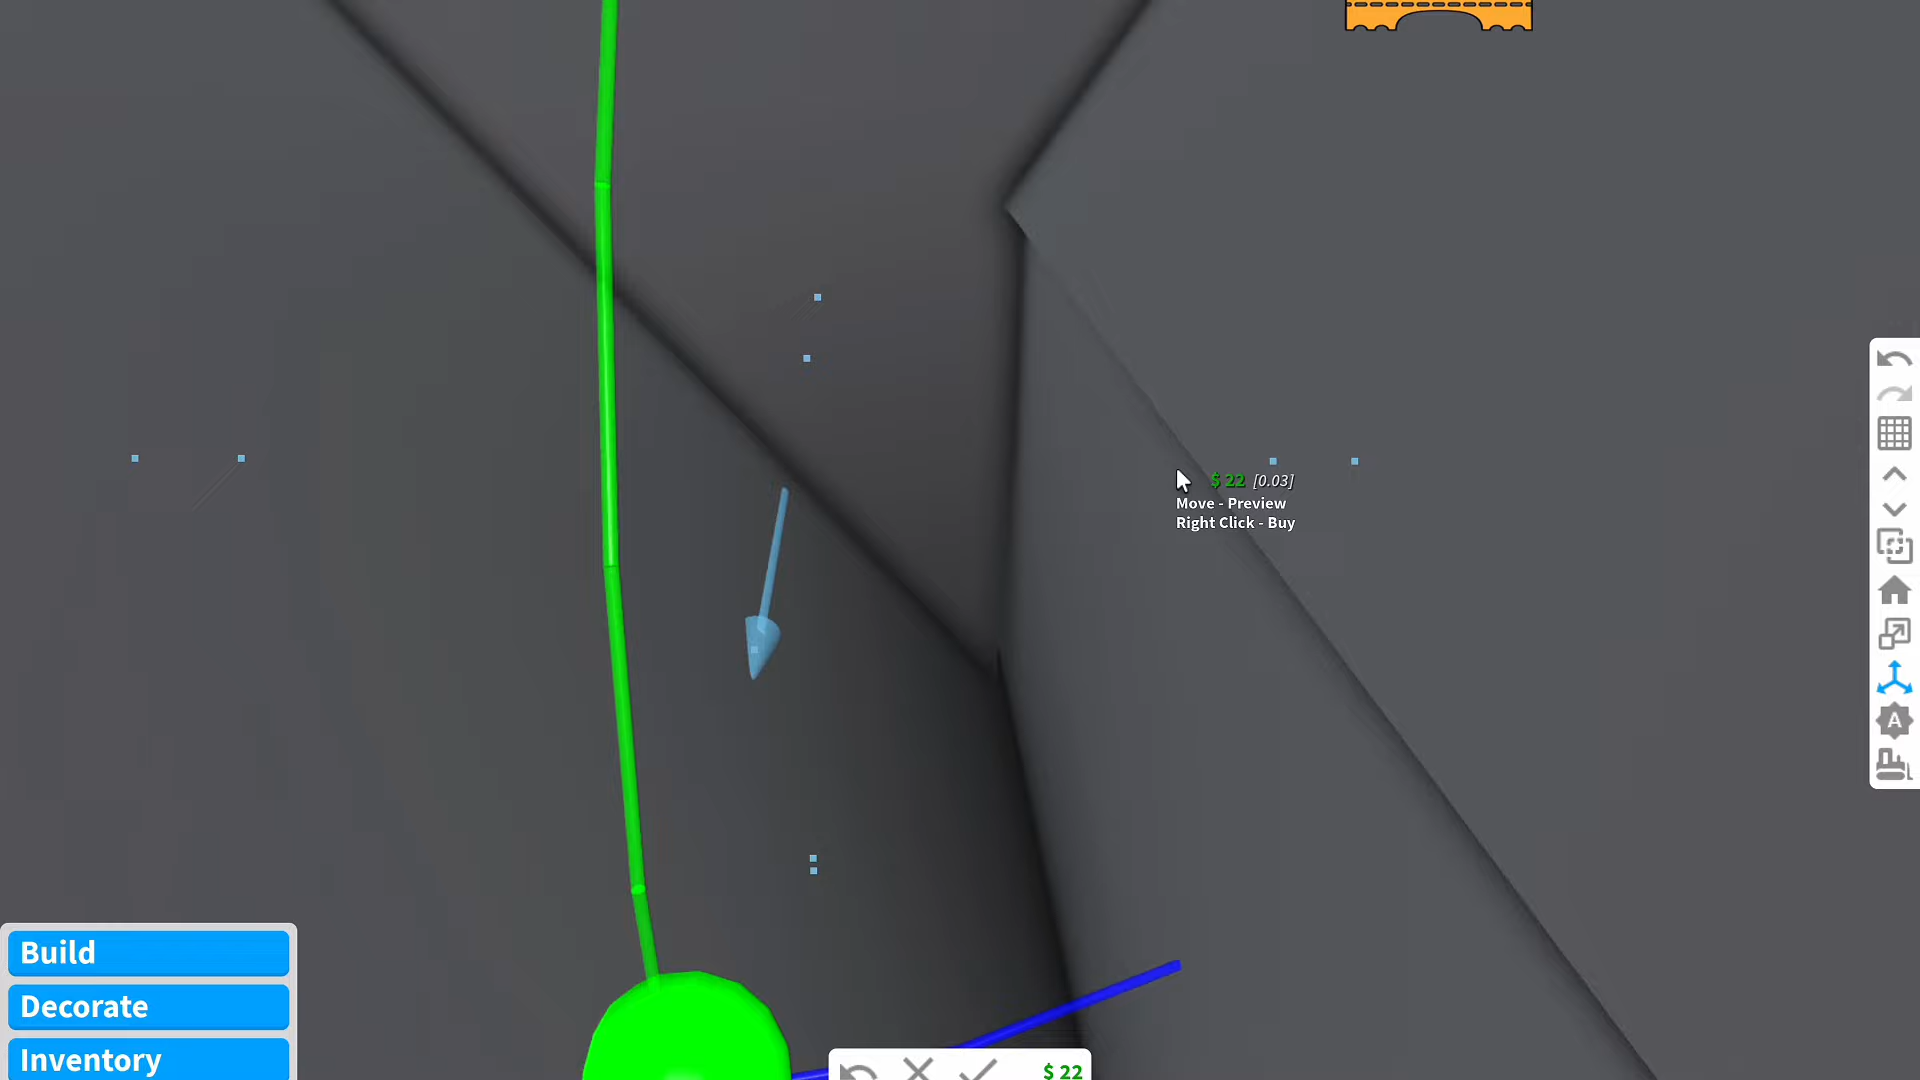 $ 22 [0.03]
Move - Preview
Right Click - Buy
A
Build
Decorate
Inventory
$ 22